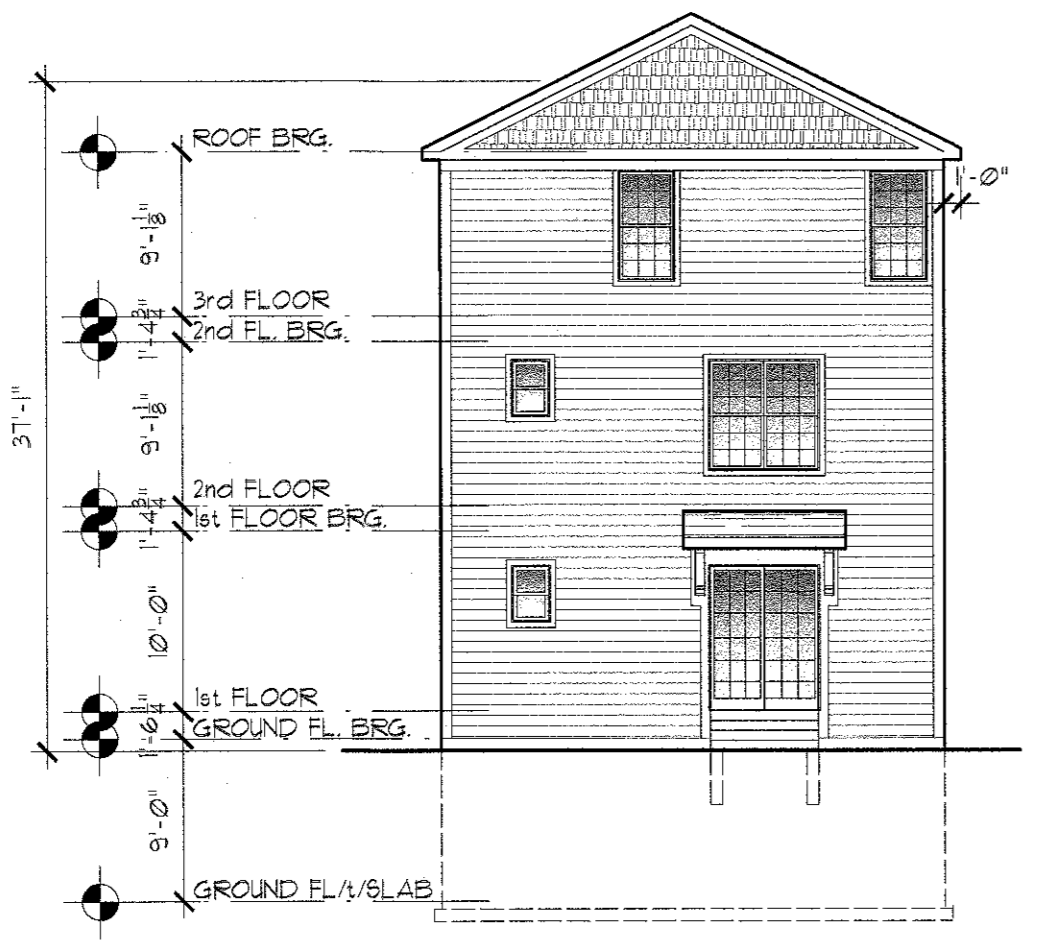 ROOF BRG.
1'-0"
9'-1 1/8"
3rd FLOOR
1'-4 3/4"
2nd FL. BRG.
37'-1"
9'-1 1/8"
2nd FLOOR
1'-4 3/4"
1st FLOOR BRG.
10'-0"
1st FLOOR
1'-6 1/4"
GROUND FL. BRG.
9'-0"
GROUND FL/t/SLAB